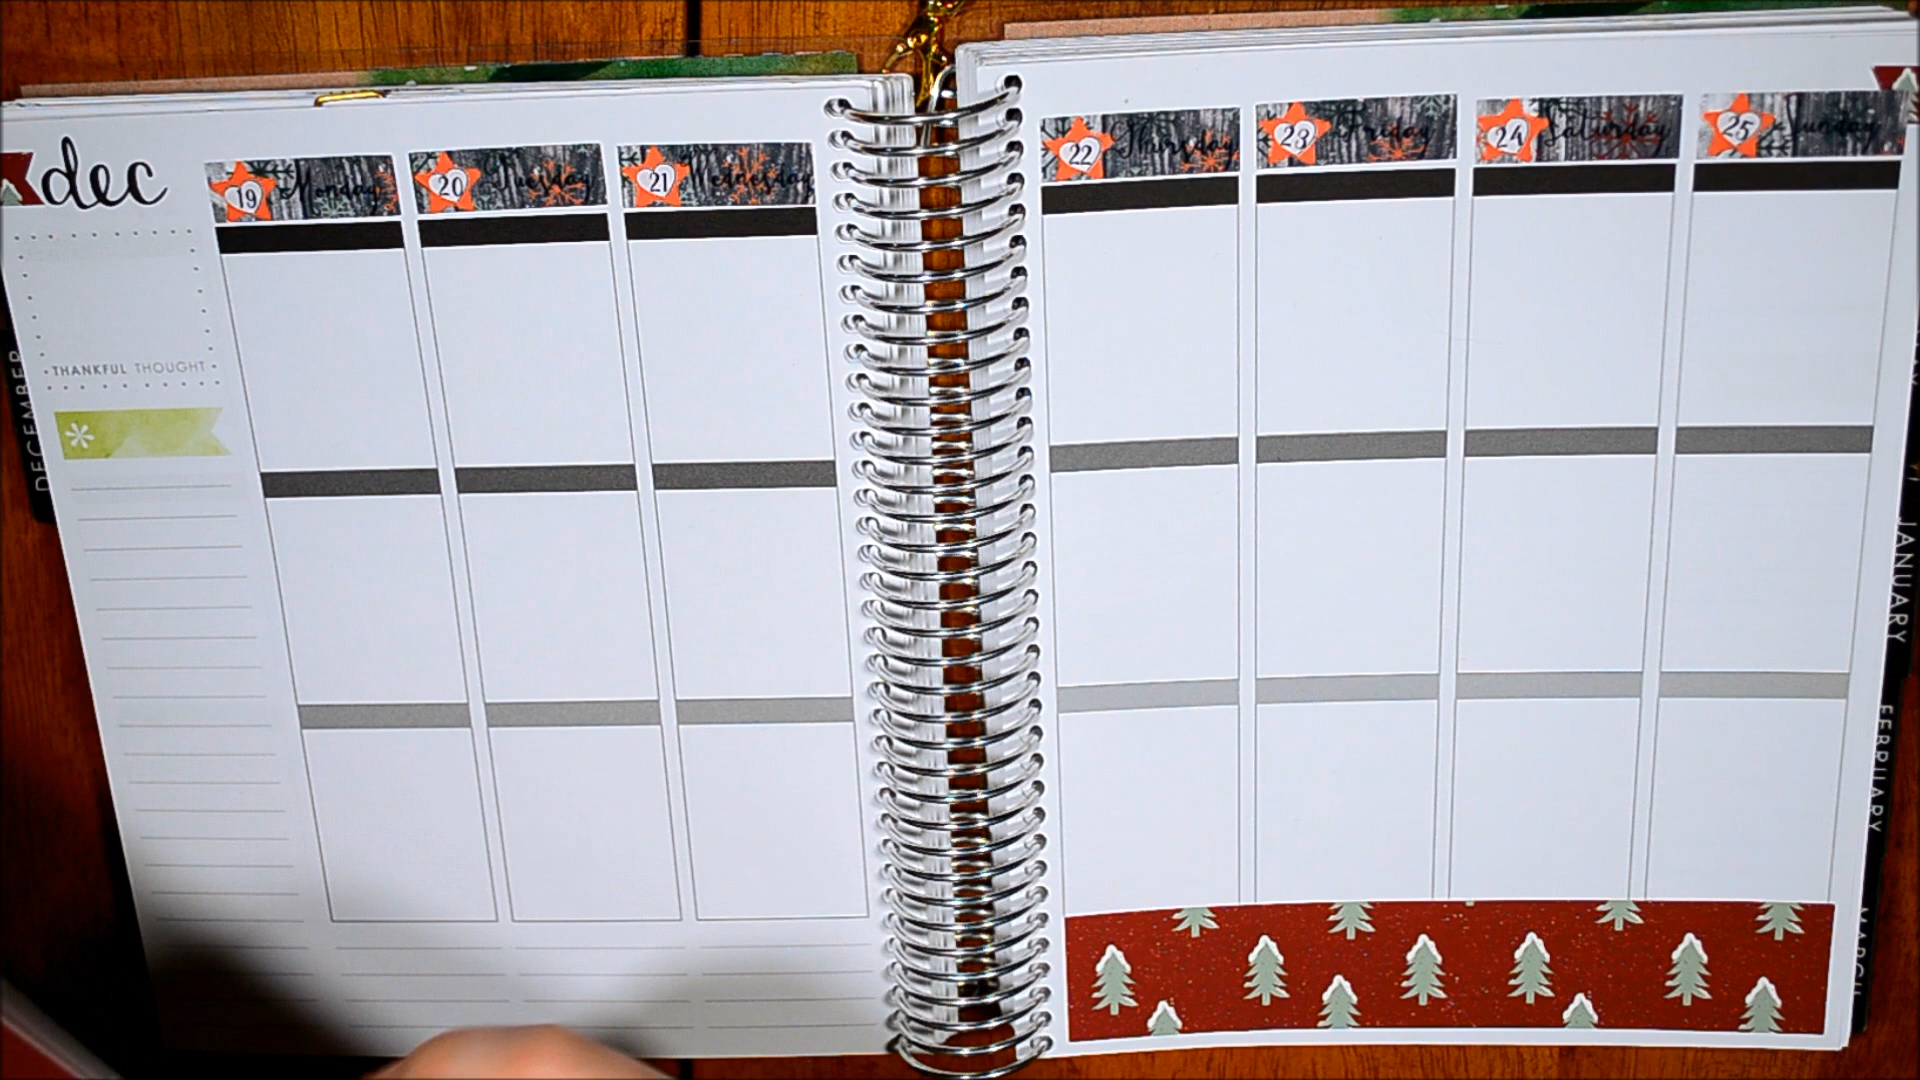 dec
19 Monday
20 Tuesday
21 Wednesday
22 Thursday
23 Friday
24 Saturday
25 Sunday
THANKFUL THOUGHT
DECEMBER
JANUARY
FEBRUARY
MARCH